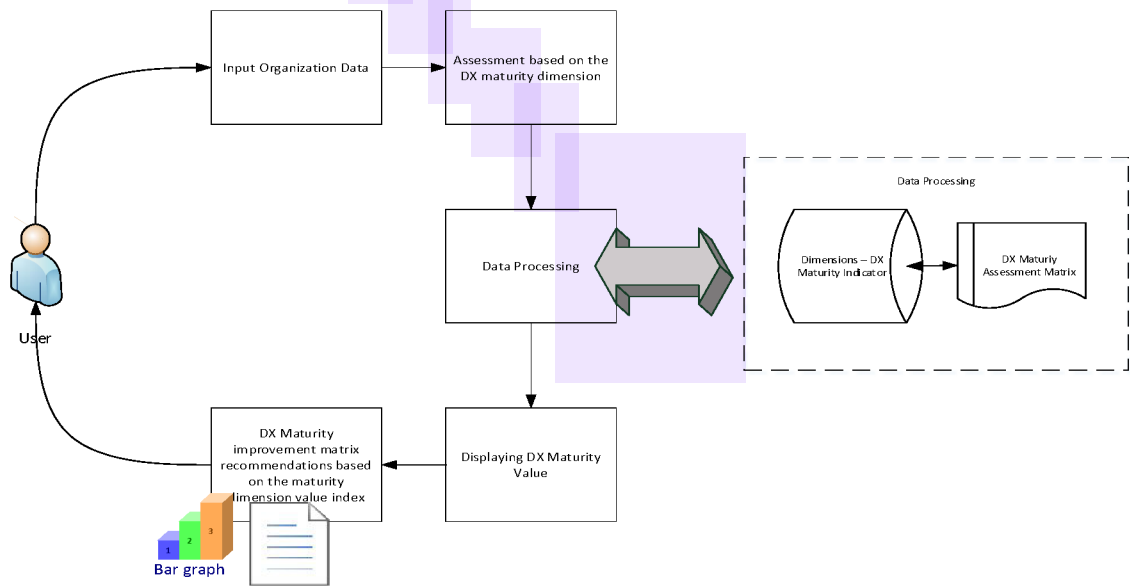 Input Organization Data
Assessment based on the
DX maturity dimension
Data Processing
Data Processing
Dimensions – DX
Maturity Indicator
DX Maturiy
Assessment Matrix
User
DX Maturity
improvement matrix
recommendations based
on the maturity
dimension value index
Displaying DX Maturity
Value
1
2
3
Bar graph